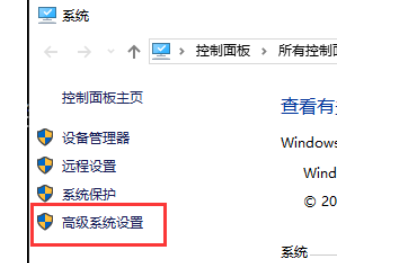 系统
控制面板 > 所有控制
控制面板主页
查看有
设备管理器
Windows
远程设置
Wind
系统保护
© 20
高级系统设置
系统